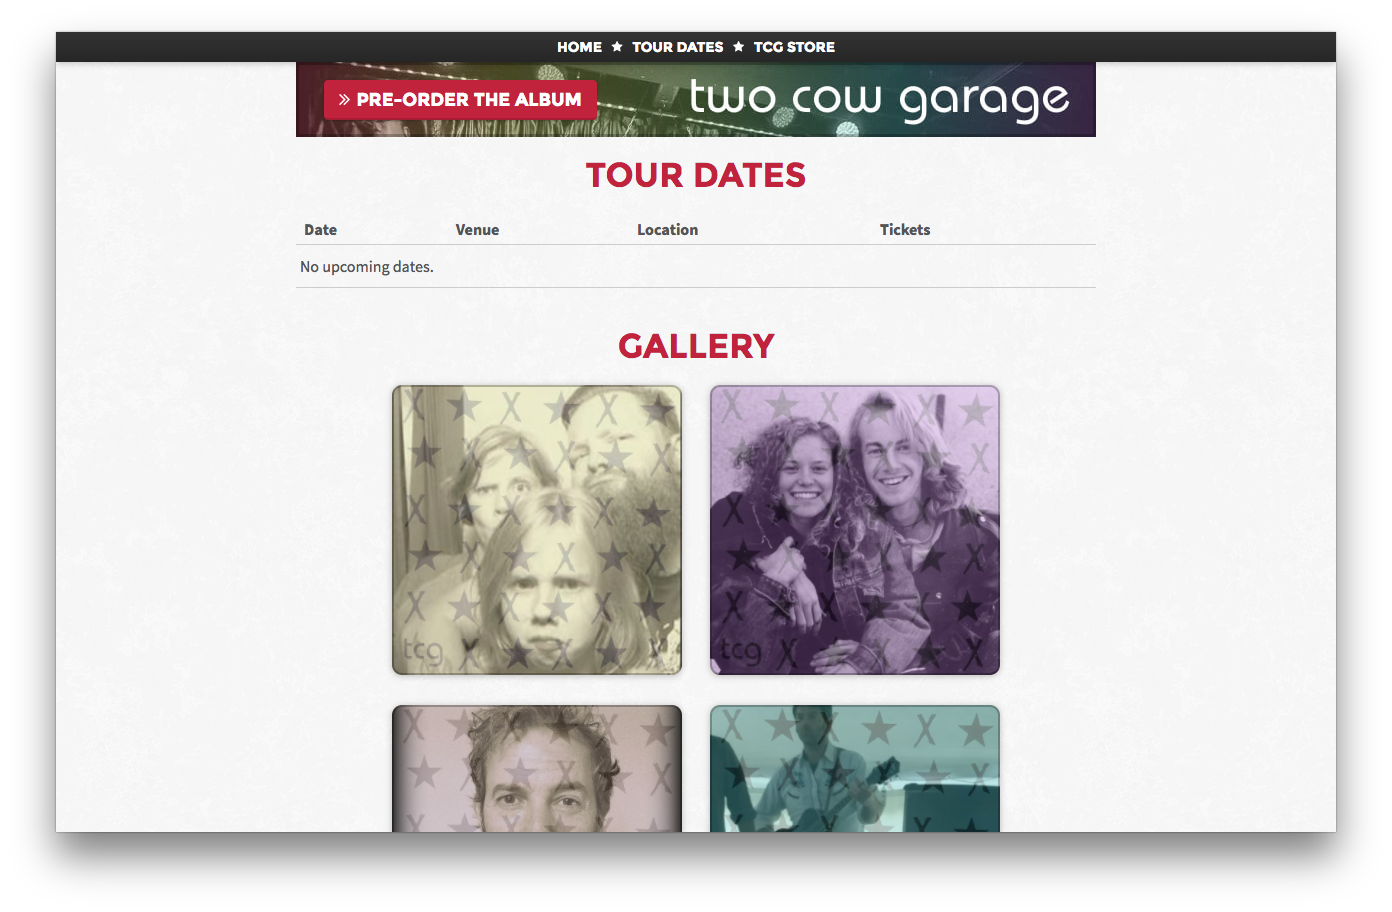 HOME ★ TOUR DATES ★ TCG STORE
» PRE-ORDER THE ALBUM
two cow garage
TOUR DATES
Date Venue Location Tickets
No upcoming dates.
GALLERY
X ★ X ★ X ★
★ X ★ X ★ X
X ★ X ★ X ★
★ X ★ X ★ X
X ★ X ★ X ★
tcg X ★ X ★ X
X ★ X ★ X ★
★ X ★ X ★ X
X ★ X ★ X ★
★ X ★ X ★ X
X ★ X ★ X ★
tcg X ★ X ★ X
X ★ X ★ X ★
★ X ★ X ★ X
X ★ X ★ X ★
X ★ X ★ X ★
★ X ★ X ★ X
X ★ X ★ X ★